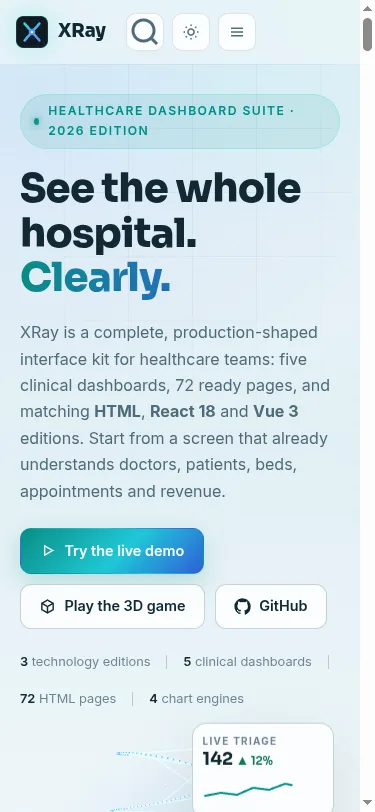 XRay
HEALTHCARE DASHBOARD SUITE ·
2026 EDITION
See the whole
hospital.
Clearly.
XRay is a complete, production-shaped
interface kit for healthcare teams: five
clinical dashboards, 72 ready pages, and
matching HTML, React 18 and Vue 3
editions. Start from a screen that already
understands doctors, patients, beds,
appointments and revenue.
Try the live demo
Play the 3D game GitHub
3 technology editions 5 clinical dashboards
72 HTML pages 4 chart engines
LIVE TRIAGE
142 ▲ 12%